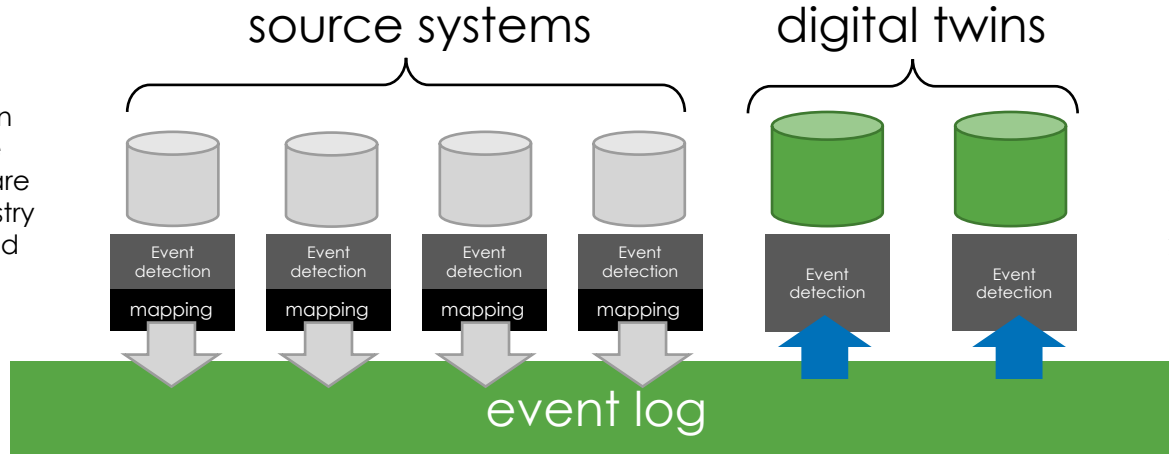 source systems
digital twins
are
Event
detection
mapping
Event
detection
mapping
Event
detection
mapping
Event
detection
mapping
Event
detection
Event
detection
event log